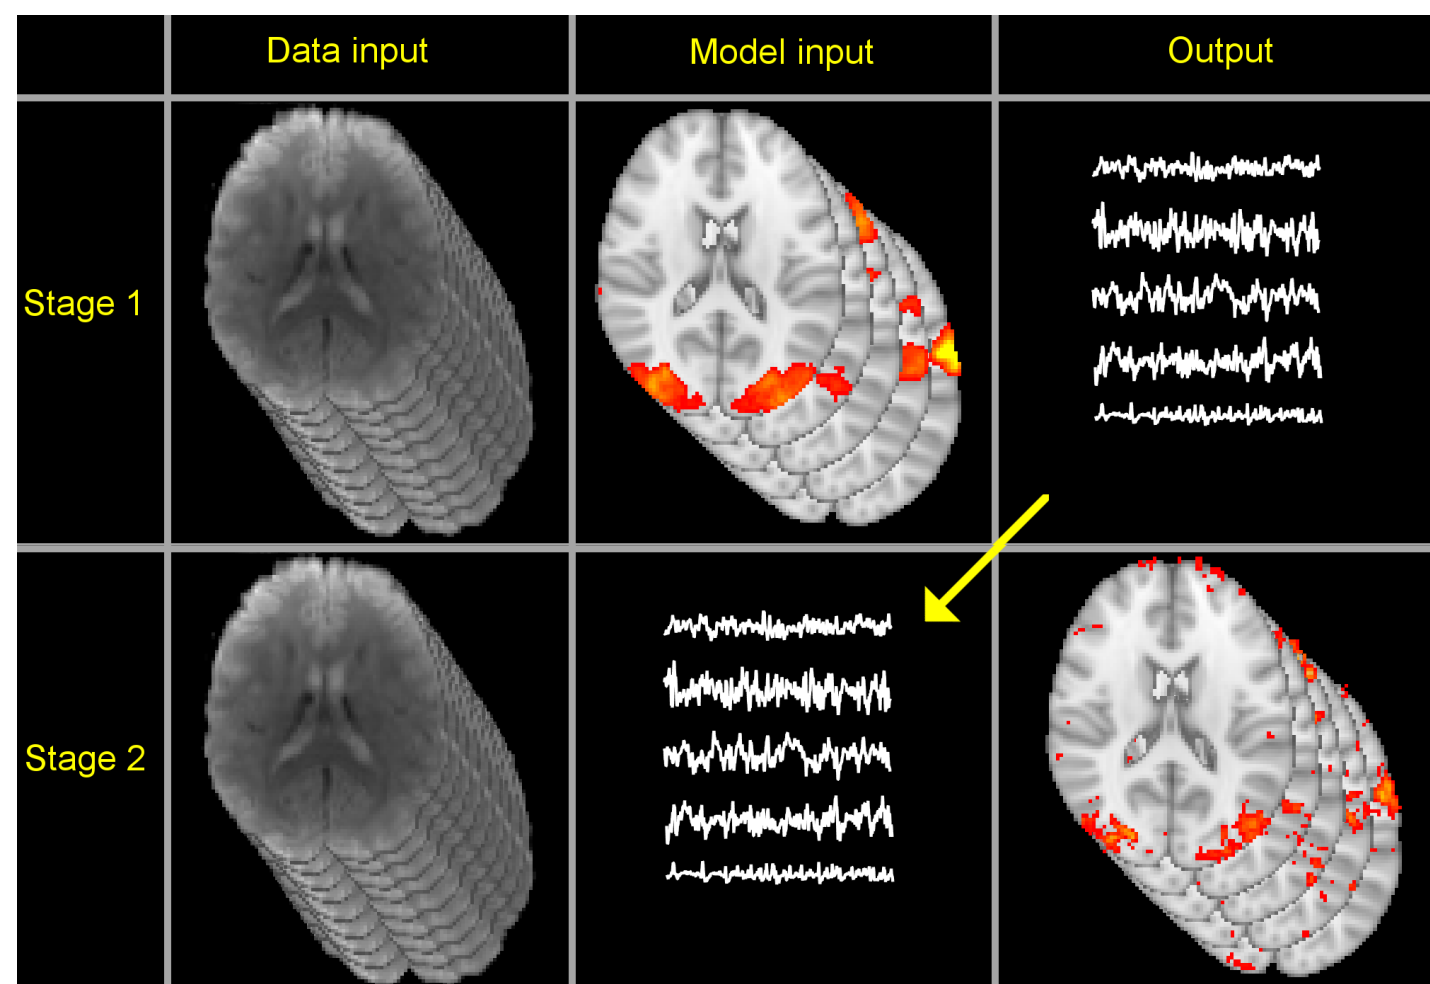 Data input
Model input
Output
Stage 1
Stage 2